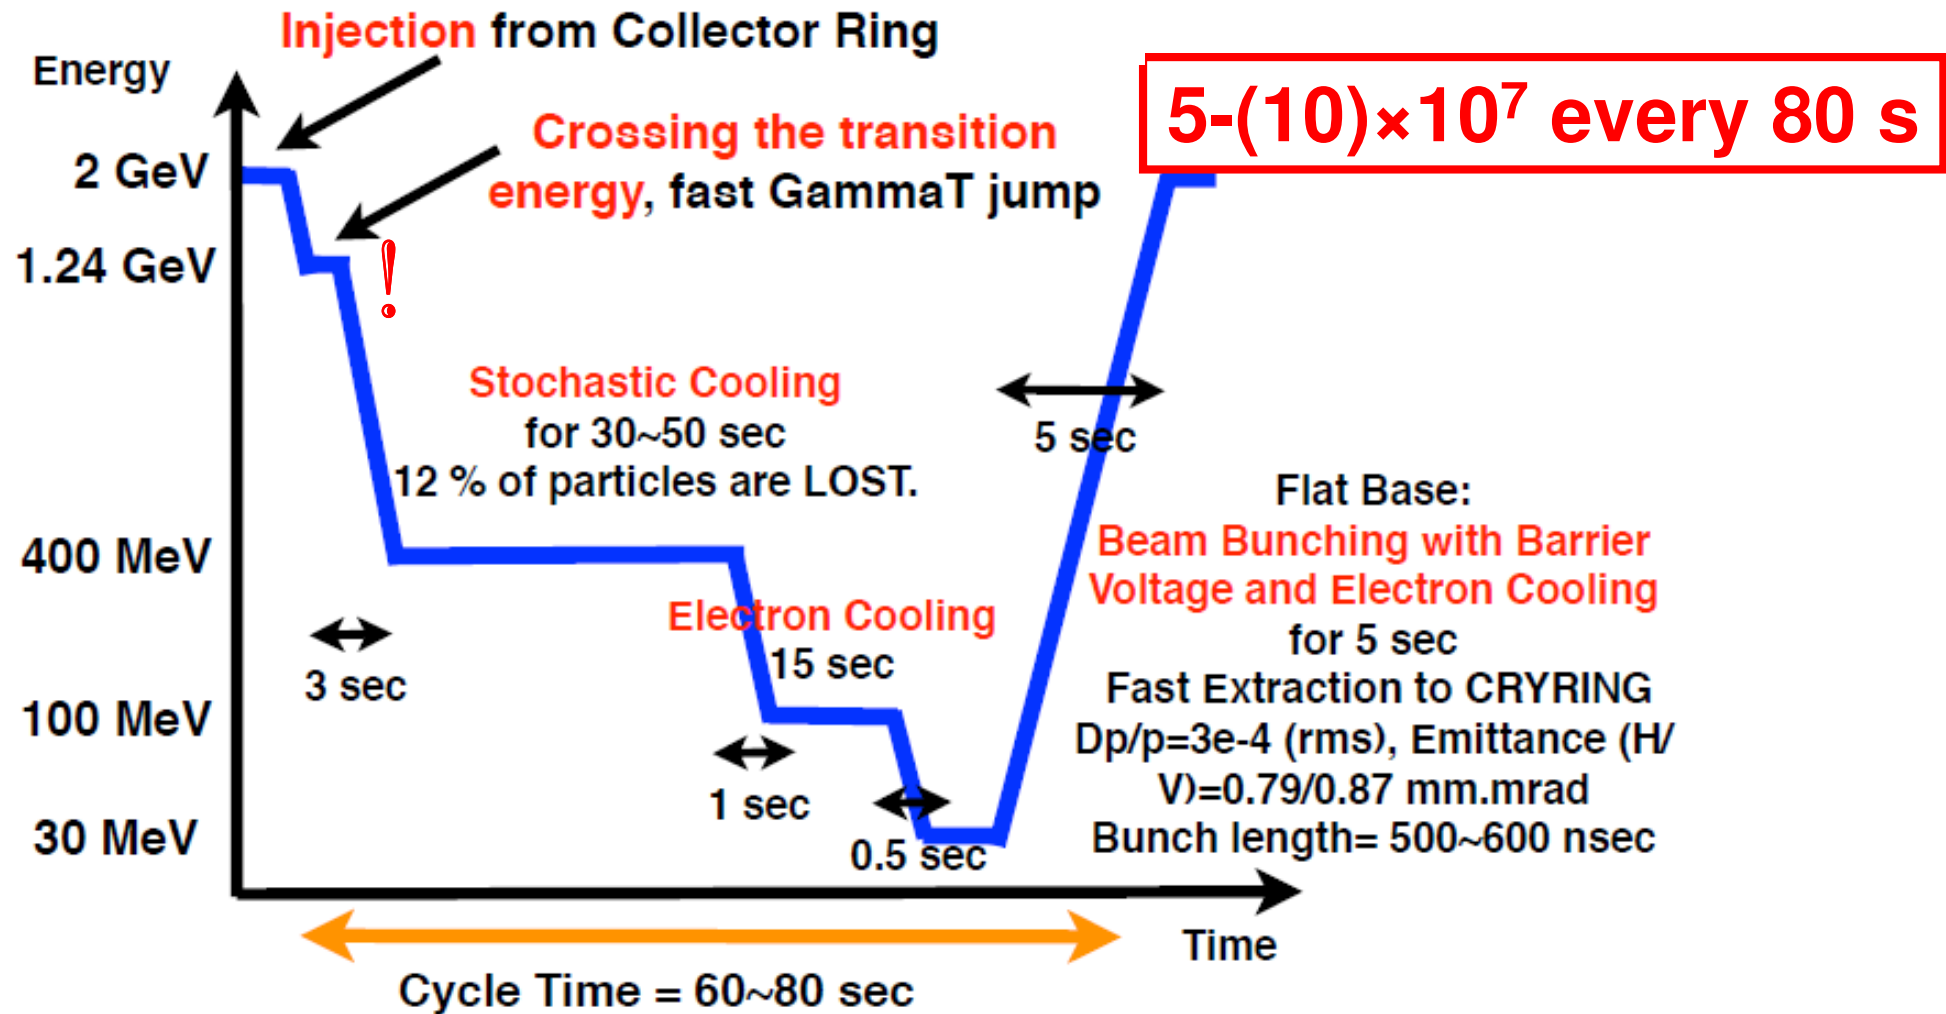 Injection from Collector Ring
Energy
5-(10)×10⁷ every 80 s
Crossing the transition
energy, fast GammaT jump
2 GeV
1.24 GeV
!
Stochastic Cooling
for 30~50 sec
12 % of particles are LOST.
5 sec
Flat Base:
Beam Bunching with Barrier
Voltage and Electron Cooling
for 5 sec
Fast Extraction to CRYRING
Dp/p=3e-4 (rms), Emittance (H/
V)=0.79/0.87 mm.mrad
Bunch length= 500~600 nsec
400 MeV
Electron Cooling
15 sec
3 sec
100 MeV
1 sec
30 MeV
0.5 sec
Time
Cycle Time = 60~80 sec